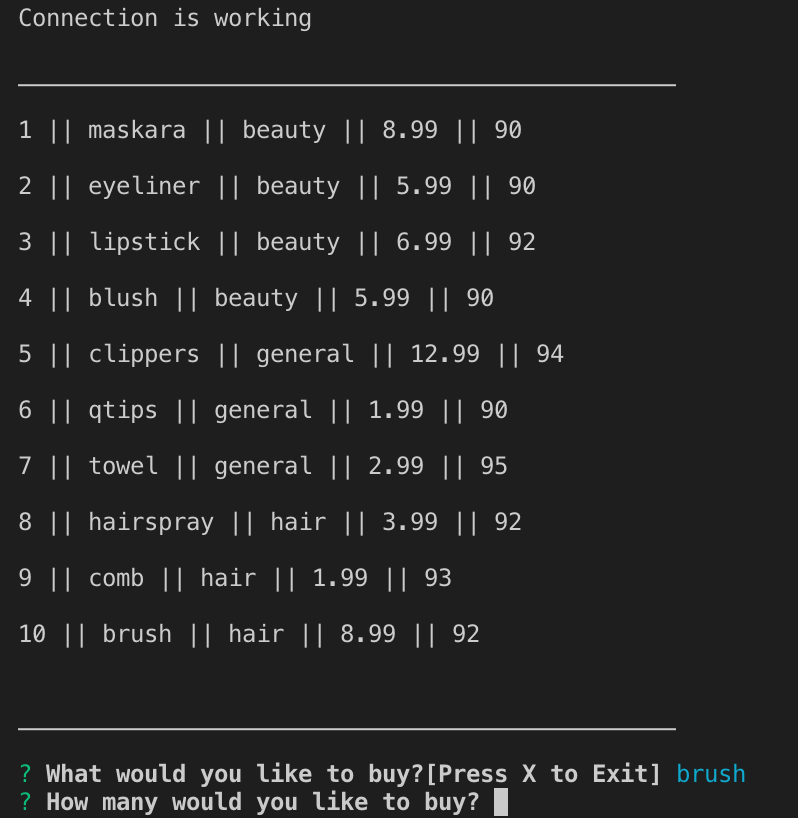 Connection is working
1 || maskara || beauty || 8.99 || 90
2 || eyeliner || beauty || 5.99 || 90
3 || lipstick || beauty || 6.99 || 92
4 || blush || beauty || 5.99 || 90
5 || clippers || general || 12.99 || 94
6 || qtips || general || 1.99 || 90
7 || towel || general || 2.99 || 95
8 || hairspray || hair || 3.99 || 92
9 || comb || hair || 1.99 || 93
10 || brush || hair || 8.99 || 92
? What would you like to buy?[Press X to Exit] brush
? How many would you like to buy?